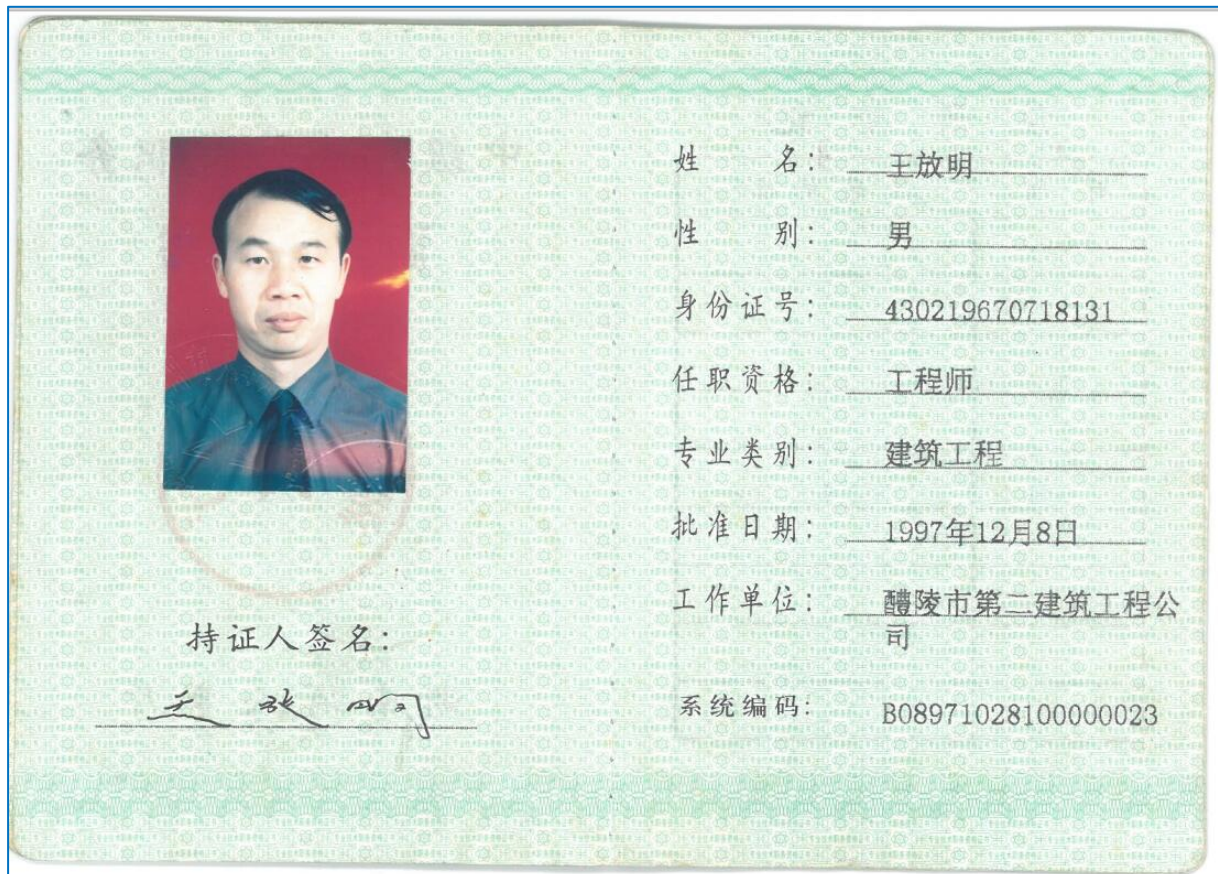 姓名：王放明
性别：男
身份证号：430219670718131
任职资格：工程师
专业类别：建筑工程
批准日期：1997年12月8日
工作单位：醴陵市第二建筑工程公
司
系统编码：B08971028100000023
持证人签名：
王放明